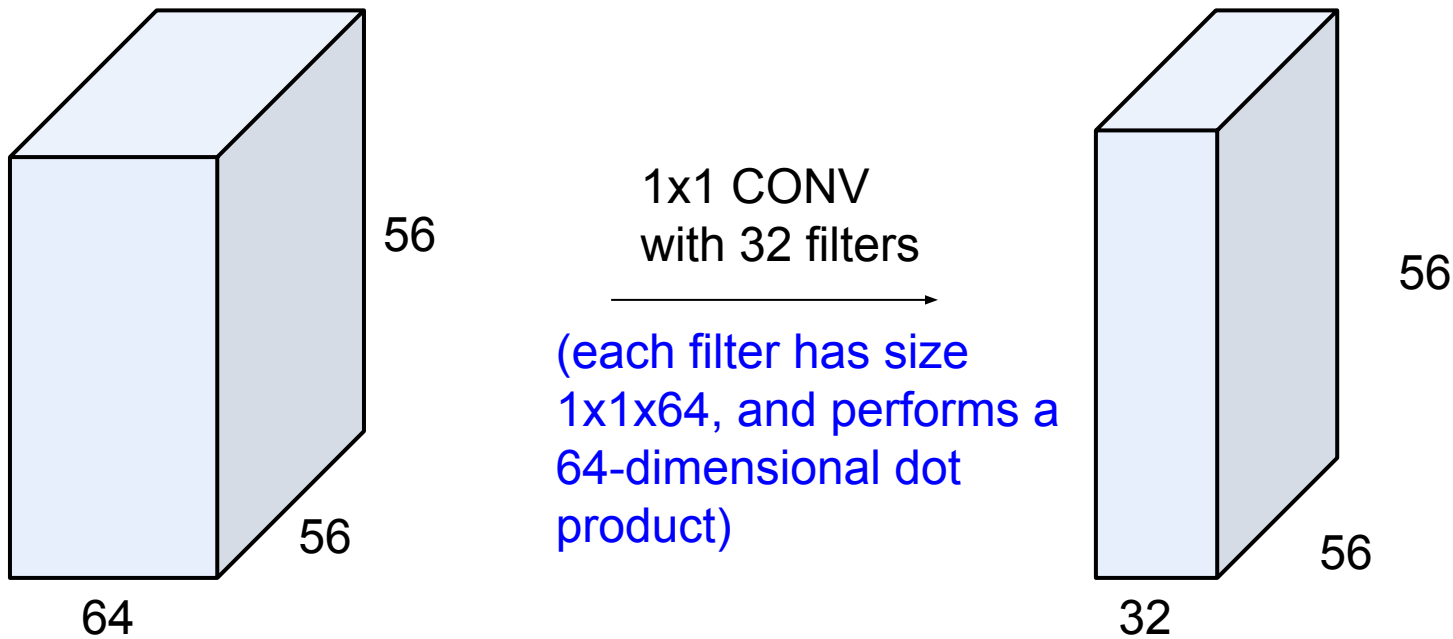 56
56
64
1x1 CONV
with 32 filters
(each filter has size
1x1x64, and performs a
64-dimensional dot
product)
56
56
32